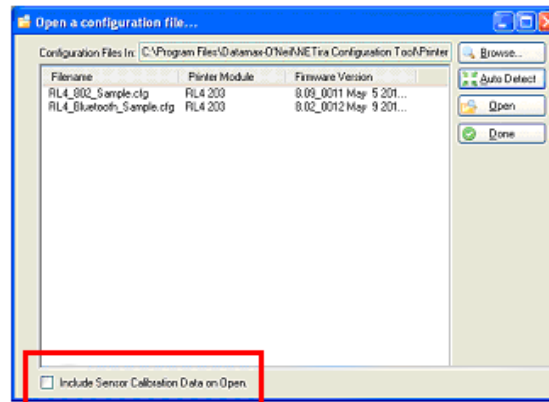 Open a configuration file...
Configuration Files In: C:\Program Files\Datamax-O'Neil\NETira Configuration Tool\Printer
Browse...
Auto Detect
Open
Done
Filename Printer Module Firmware Version
RL4_802_Sample.cfg RL4 203 8.09_0011 May 5 201...
RL4_Bluetooth_Sample.cfg RL4 203 8.02_0012 May 9 201...
Include Sensor Calibration Data on Open.